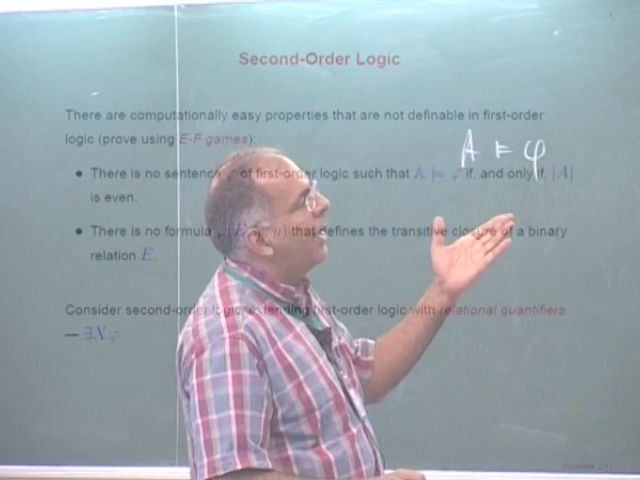 Second-Order Logic
There are computationally easy properties that are not definable in first-order
logic (prove using E-F games):
A ⊨ φ
• There is no sentence of first-order logic such that A ⊨ φ if, and only if, |A|
is even.
• There is no formula that defines the transitive closure of a binary
relation E.
Consider second-order logic, extending first-order logic with relational quantifiers
— ∃X φ